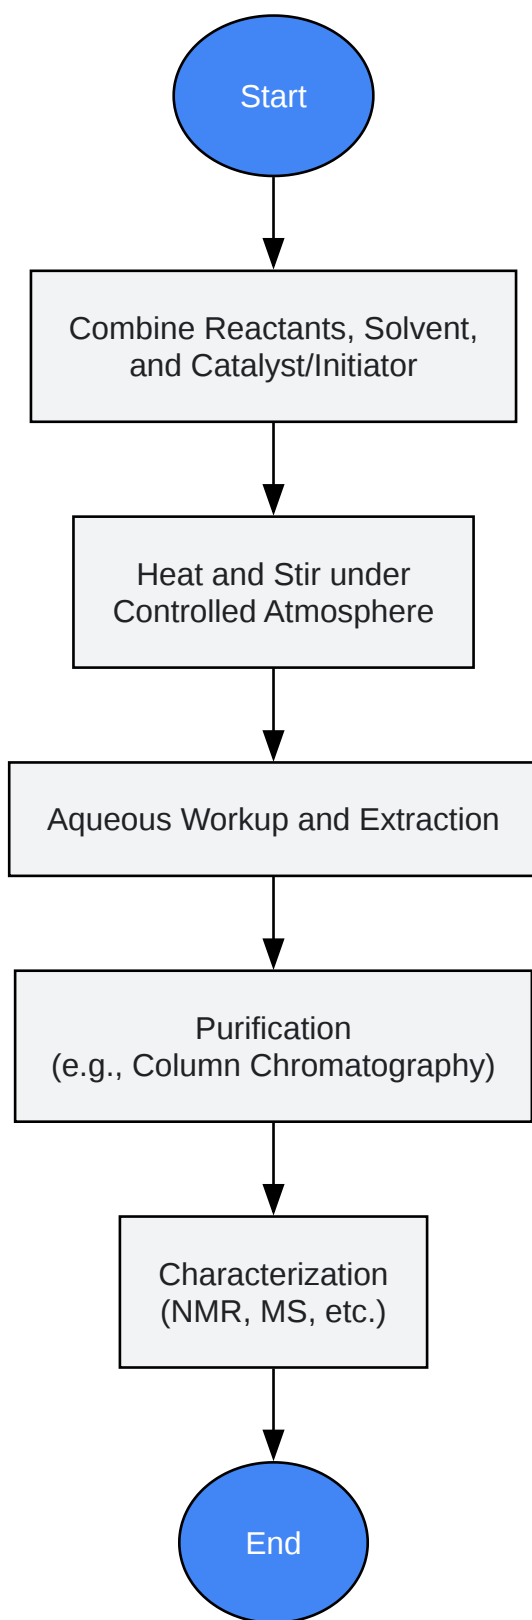 Start
Combine Reactants, Solvent,
and Catalyst/Initiator
Heat and Stir under
Controlled Atmosphere
Aqueous Workup and Extraction
Purification
(e.g., Column Chromatography)
Characterization
(NMR, MS, etc.)
End